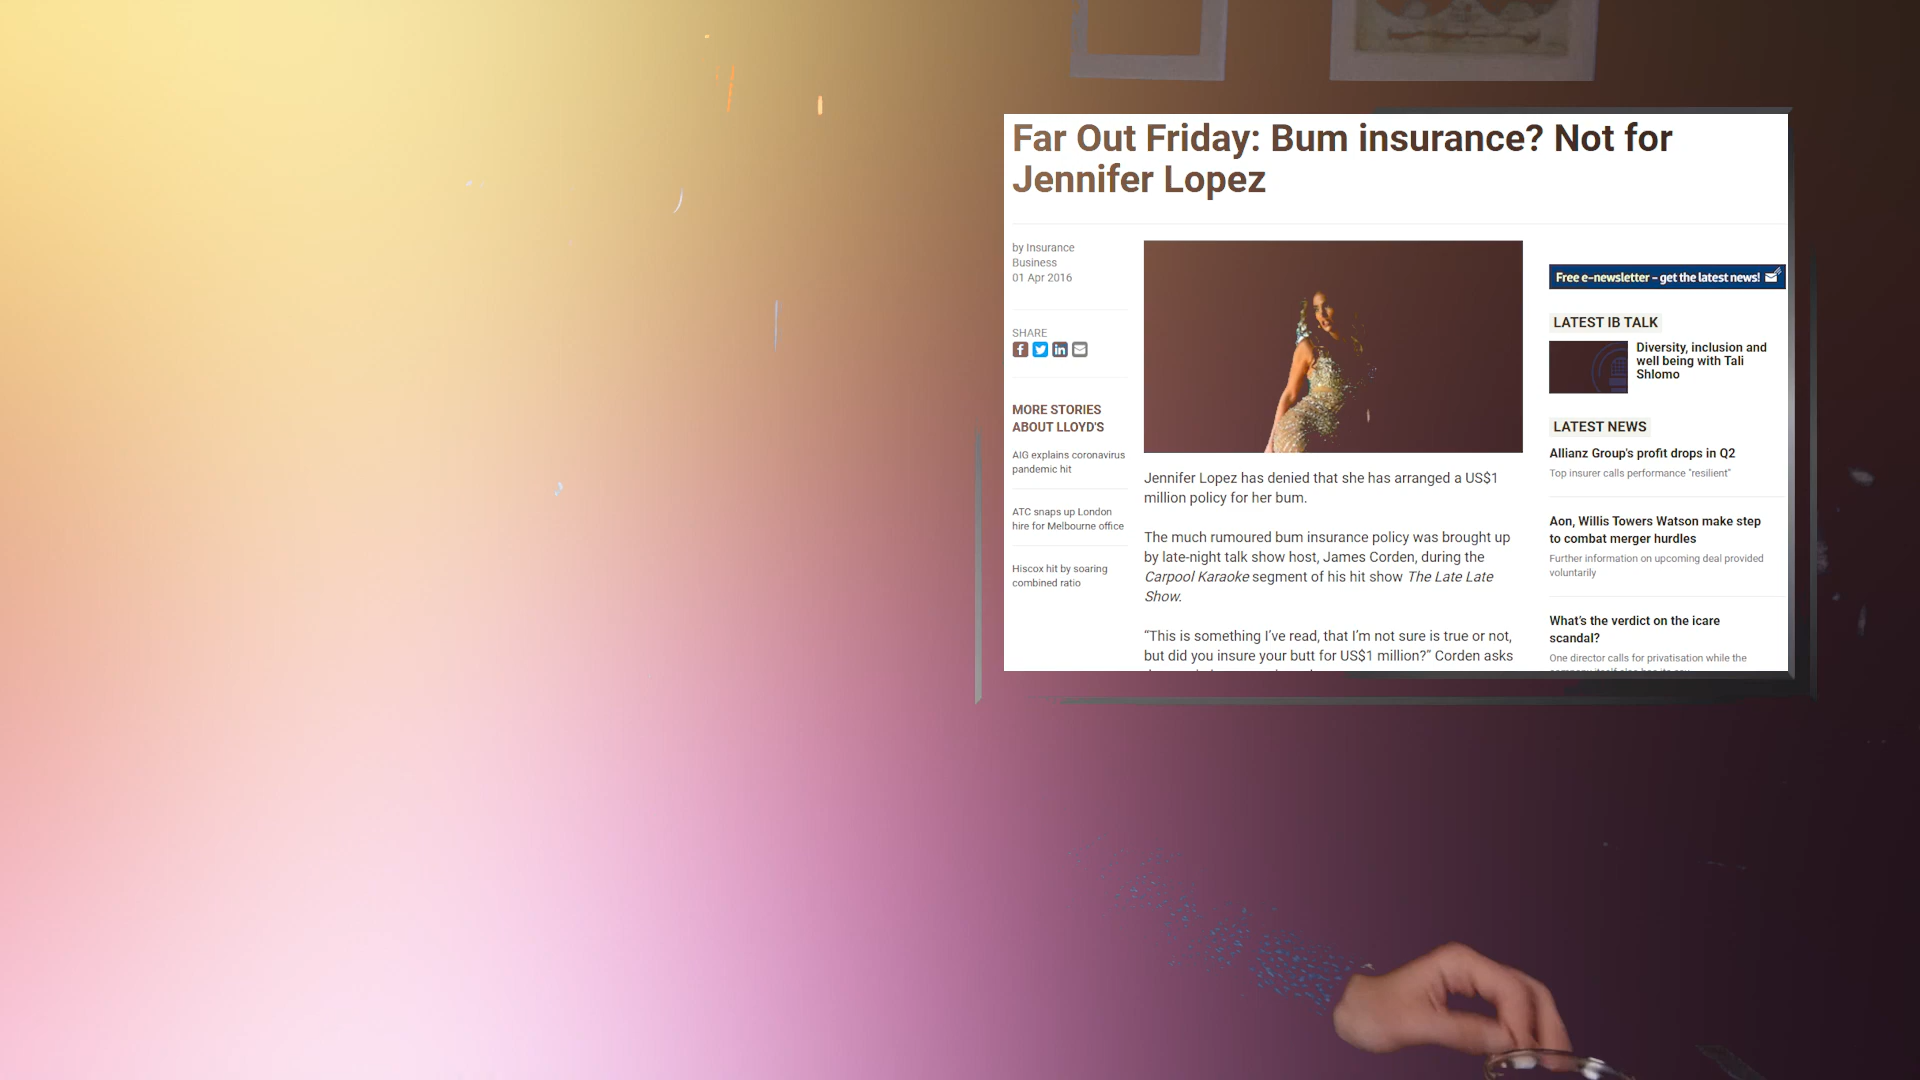 Far Out Friday: Bum insurance? Not for
Jennifer Lopez
by Insurance
Business
01 Apr 2016
SHARE
MORE STORIES
ABOUT LLOYD'S
AIG explains coronavirus
pandemic hit
ATC snaps up London
hire for Melbourne office
Hiscox hit by soaring
combined ratio
Jennifer Lopez has denied that she has arranged a US$1
million policy for her bum.
The much rumoured bum insurance policy was brought up
by late-night talk show host, James Corden, during the
Carpool Karaoke segment of his hit show The Late Late
Show.
“This is something I’ve read, that I’m not sure is true or not,
but did you insure your butt for US$1 million?” Corden asks
Free e-newsletter – get the latest news!
LATEST IB TALK
Diversity, inclusion and
well being with Tali
Shlomo
LATEST NEWS
Allianz Group's profit drops in Q2
Top insurer calls performance "resilient"
Aon, Willis Towers Watson make step
to combat merger hurdles
Further information on upcoming deal provided
voluntarily
What’s the verdict on the icare
scandal?
One director calls for privatisation while the